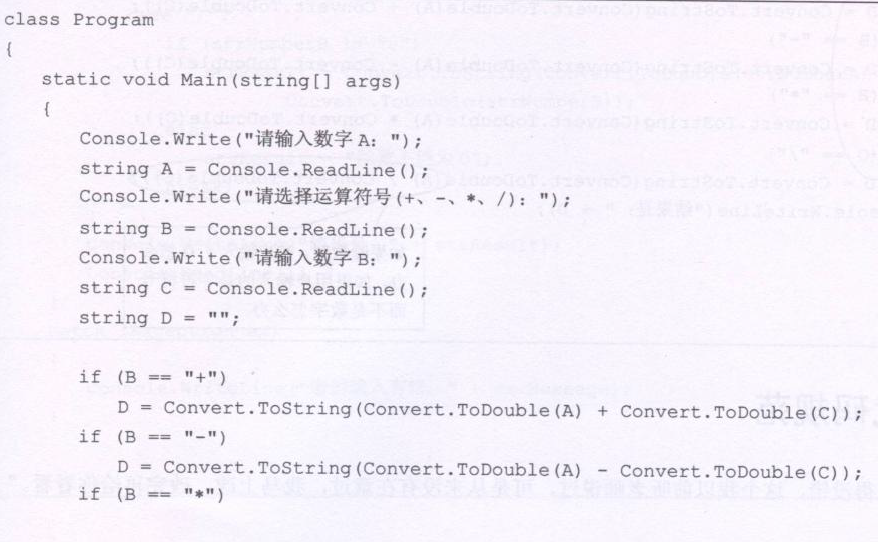 class Program
{
    static void Main(string[] args)
    {
        Console.Write("请输入数字A: ");
        string A = Console.ReadLine();
        Console.Write("请选择运算符号(+、-、*、/): ");
        string B = Console.ReadLine();
        Console.Write("请输入数字B: ");
        string C = Console.ReadLine();
        string D = "";

        if (B == "+")
            D = Convert.ToString(Convert.ToDouble(A) + Convert.ToDouble(C));
        if (B == "-")
            D = Convert.ToString(Convert.ToDouble(A) - Convert.ToDouble(C));
        if (B == "*")